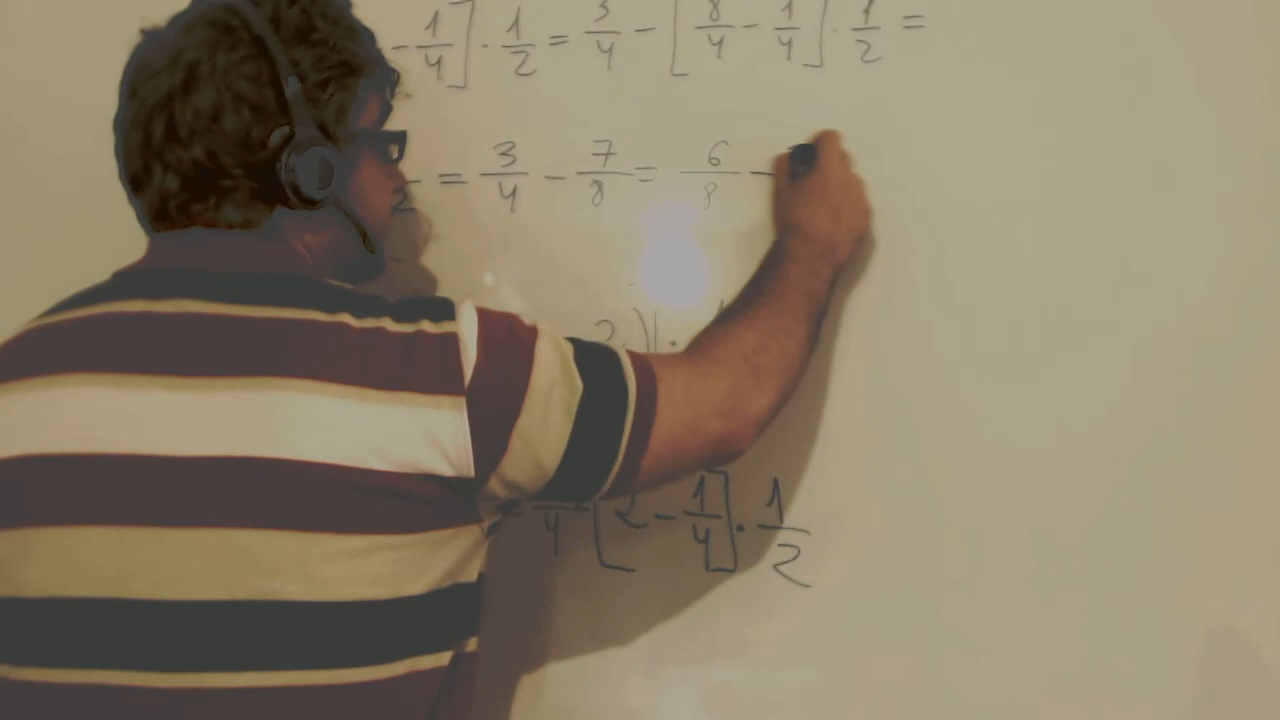 - 1/4] · 1/2 = 3/4 - [8/4 - 1/4] · 1/2 =
= 3/4 - 7/8 = 6/8 -
2)
4 [2 - 1/4] · 1/2